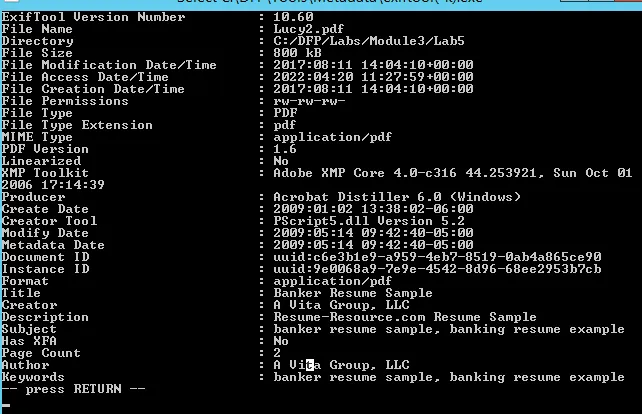 Select C:\DFP\Tools\Metadata\exiftool(-k).exe
ExifTool Version Number : 10.60
File Name : Lucy2.pdf
Directory : C:/DFP/Labs/Module3/Lab5
File Size : 800 kB
File Modification Date/Time : 2017:08:11 14:04:10+00:00
File Access Date/Time : 2022:04:20 11:27:59+00:00
File Creation Date/Time : 2017:08:11 14:04:10+00:00
File Permissions : rw-rw-rw-
File Type : PDF
File Type Extension : pdf
MIME Type : application/pdf
PDF Version : 1.6
Linearized : No
XMP Toolkit : Adobe XMP Core 4.0-c316 44.253921, Sun Oct 01
2006 17:14:39
Producer : Acrobat Distiller 6.0 (Windows)
Create Date : 2009:01:02 13:38:02-06:00
Creator Tool : PScript5.dll Version 5.2
Modify Date : 2009:05:14 09:42:40-05:00
Metadata Date : 2009:05:14 09:42:40-05:00
Document ID : uuid:c6e3b1e9-a959-4eb7-8519-0ab4a865ce90
Instance ID : uuid:9e0068a9-7e9e-4542-8d96-68ee2953b7cb
Format : application/pdf
Title : Banker Resume Sample
Creator : A Vita Group, LLC
Description : Resume-Resource.com Resume Sample
Subject : banker resume sample, banking resume example
Has XFA : No
Page Count : 2
Author : A Vita Group, LLC
Keywords : banker resume sample, banking resume example
-- press RETURN --